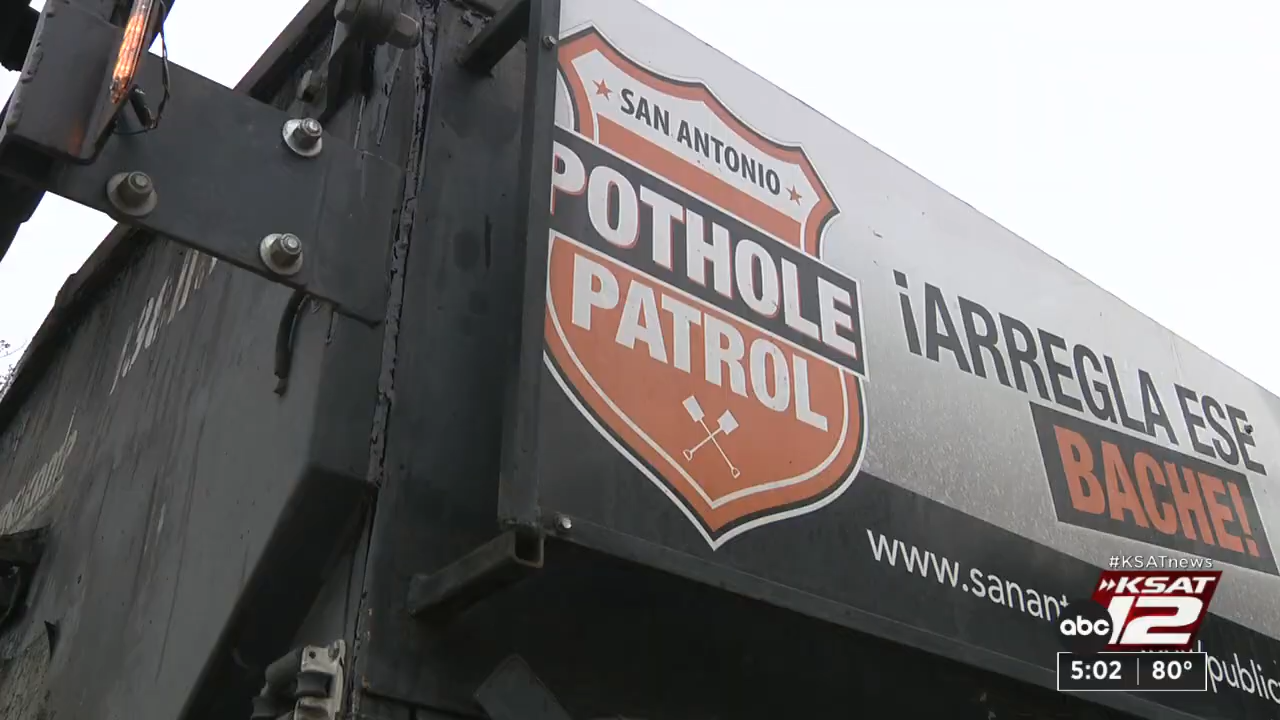 SAN ANTONIO
POTHOLE
PATROL
¡ARREGLA ESE
BACHE!
www.sanant
public
#KSATnews
KSAT
abc 12
5:02 80°